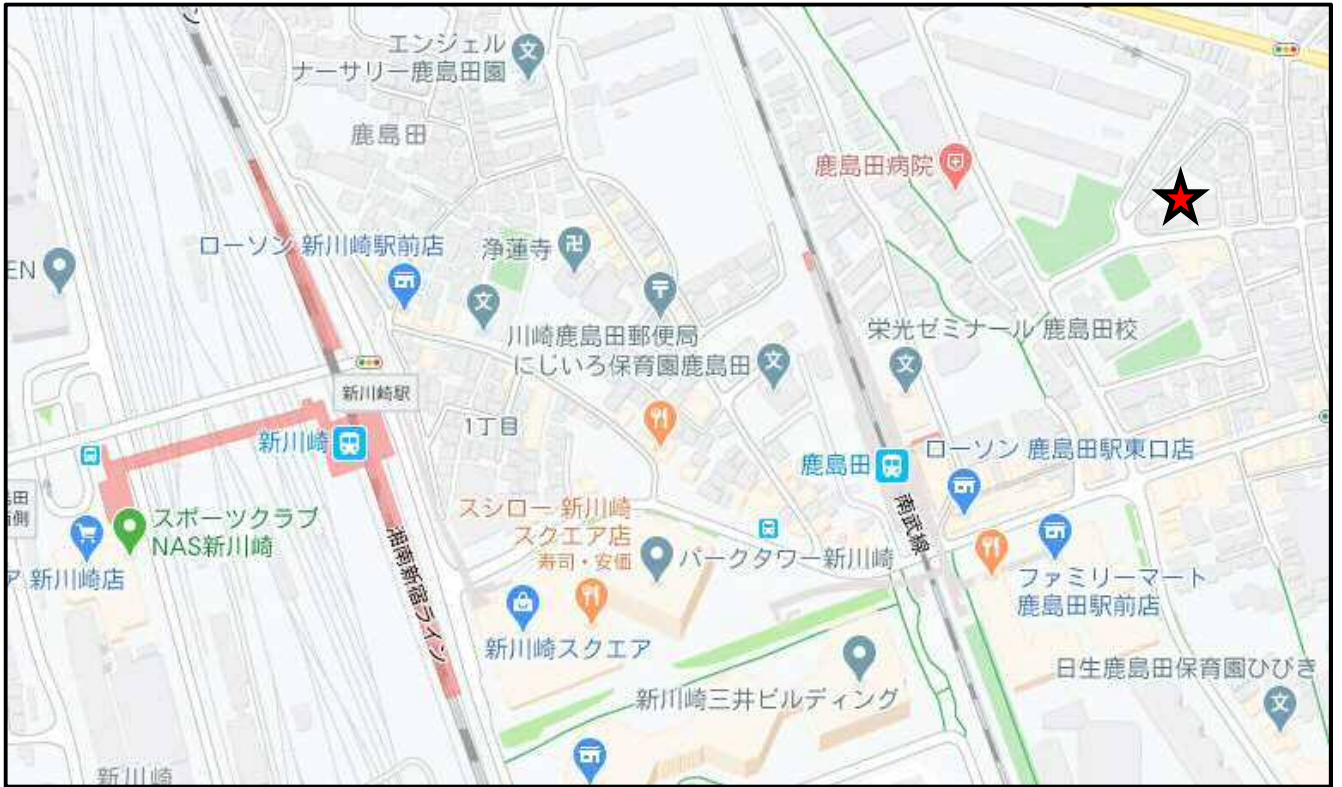 ン
エンジェル
ナーサリー鹿島田園
鹿島田
鹿島田病院
ローソン 新川崎駅前店
浄蓮寺
EN
川崎鹿島田郵便局
にじいろ保育園鹿島田
栄光ゼミナール 鹿島田校
新川崎駅
1丁目
新川崎
鹿島田
ローソン 鹿島田駅東口店
スシロー 新川崎
スクエア店
寿司・安価
南武線
スポーツクラブ
NAS新川崎
パークタワー新川崎
ア 新川崎店
湘南新宿ライン
ファミリーマート
鹿島田駅前店
新川崎スクエア
日生鹿島田保育園ひびき
新川崎三井ビルディング
新川崎